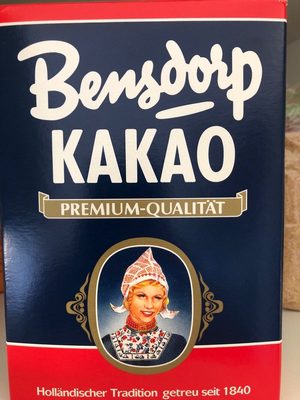 Bensdorp
KAKAO
PREMIUM-QUALITÄT
Holländischer Tradition getreu seit 1840